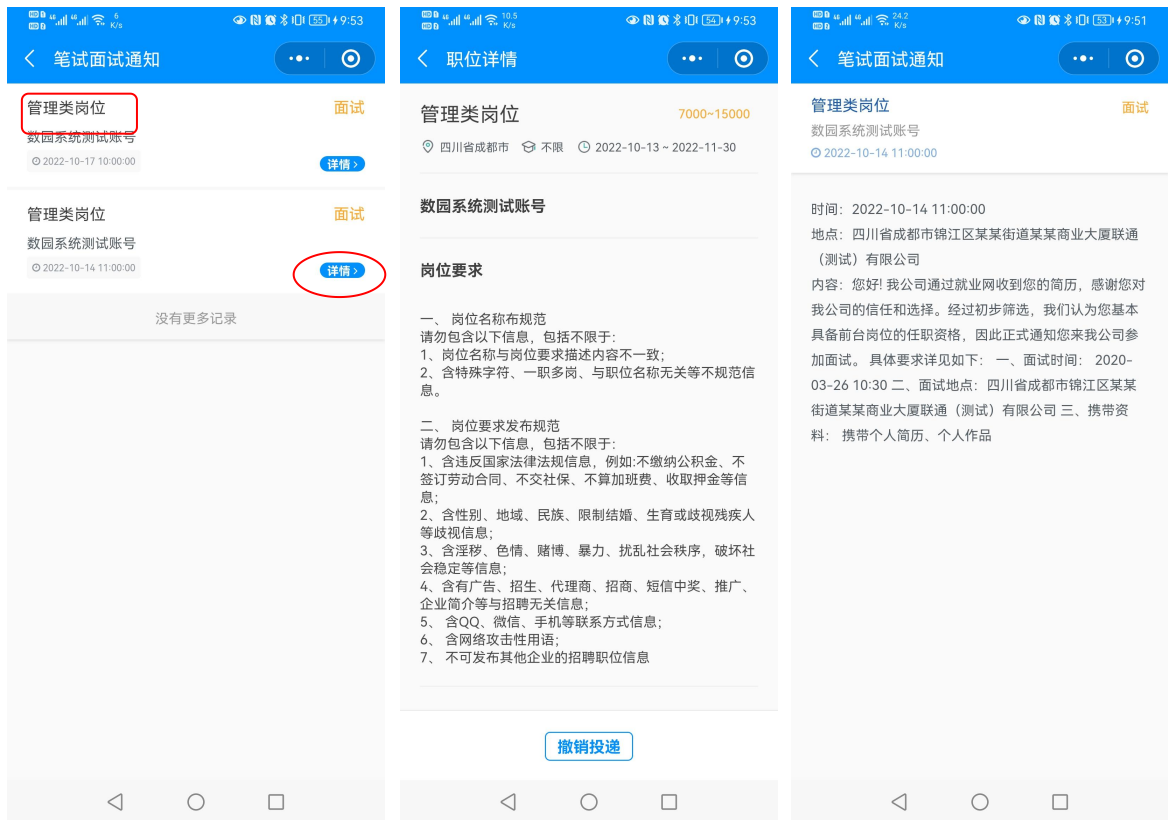 6
K/s
55
9:53
笔试面试通知
管理类岗位
面试
数园系统测试账号
2022-10-17 10:00:00
详情>
管理类岗位
面试
数园系统测试账号
2022-10-14 11:00:00
详情>
没有更多记录
10.5
K/s
54
9:53
职位详情
管理类岗位
7000~15000
四川省成都市 不限 2022-10-13 ~ 2022-11-30
数园系统测试账号
岗位要求
一、 岗位名称布规范
请勿包含以下信息，包括不限于:
1、岗位名称与岗位要求描述内容不一致;
2、含特殊字符、一职多岗、与职位名称无关等不规范信
息。
二、 岗位要求发布规范
请勿包含以下信息，包括不限于:
1、含违反国家法律法规信息，例如:不缴纳公积金、不
签订劳动合同、不交社保、不算加班费、收取押金等信
息;
2、含性别、地域、民族、限制结婚、生育或歧视残疾人
等歧视信息;
3、含淫秽、色情、赌博、暴力、扰乱社会秩序，破坏社
会稳定等信息;
4、含有广告、招生、代理商、招商、短信中奖、推广、
企业简介等与招聘无关信息;
5、 含QQ、微信、手机等联系方式信息;
6、 含网络攻击性用语;
7、 不可发布其他企业的招聘职位信息
撤销投递
24.2
K/s
53
9:51
笔试面试通知
管理类岗位
面试
数园系统测试账号
2022-10-14 11:00:00
时间：2022-10-14 11:00:00
地点：四川省成都市锦江区某某街道某某商业大厦联通
（测试）有限公司
内容：您好! 我公司通过就业网收到您的简历，感谢您对
我公司的信任和选择。经过初步筛选，我们认为您基本
具备前台岗位的任职资格，因此正式通知您来我公司参
加面试。 具体要求详见如下： 一、面试时间： 2020-
03-26 10:30 二、面试地点：四川省成都市锦江区某某
街道某某商业大厦联通（测试）有限公司 三、携带资
料： 携带个人简历、个人作品